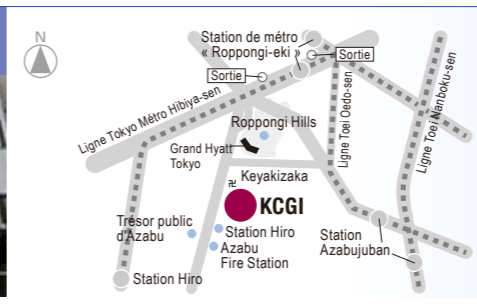 N
Station de métro
« Roppongi-eki »
Sortie
Sortie
Ligne Tokyo Métro Hibiya-sen
Roppongi Hills
Grand Hyatt
Tokyo
Ligne Toei Oedo-sen
Ligne Toei Nanboku-sen
卍
Keyakizaka
KCGI
Trésor public
d'Azabu
Station Hiro
Azabu
Fire Station
Station
Azabujuban
Station Hiro